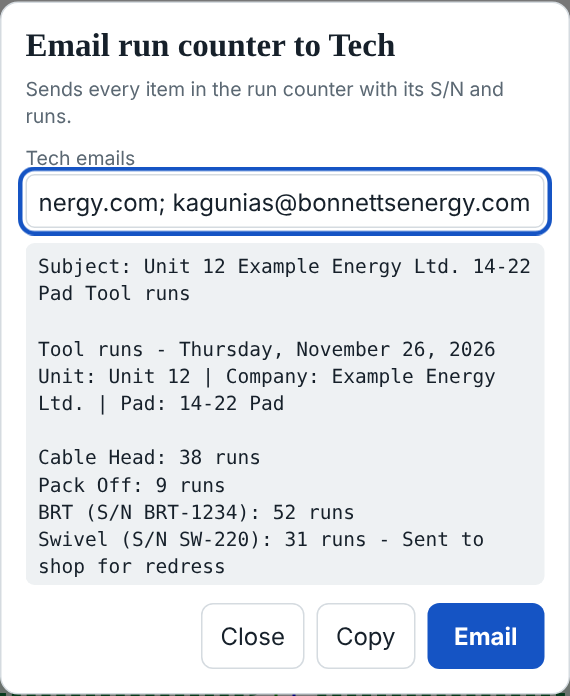 Email run counter to Tech
Sends every item in the run counter with its S/N and
runs.
Tech emails
nergy.com; kagunias@bonnettsenergy.com
Subject: Unit 12 Example Energy Ltd. 14-22
Pad Tool runs
Tool runs - Thursday, November 26, 2026
Unit: Unit 12 | Company: Example Energy
Ltd. | Pad: 14-22 Pad
Cable Head: 38 runs
Pack Off: 9 runs
BRT (S/N BRT-1234): 52 runs
Swivel (S/N SW-220): 31 runs - Sent to
shop for redress
Close
Copy
Email